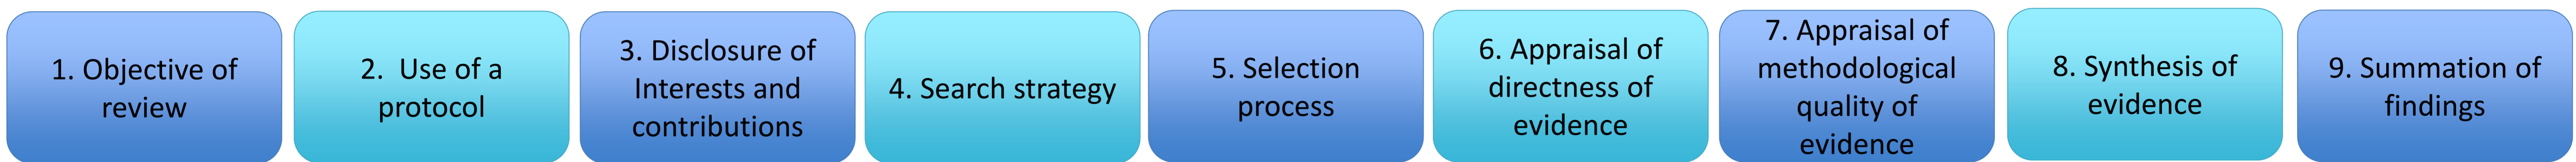 1. Objective of
review
2.  Use of a
protocol
3. Disclosure of
Interests and
contributions
4. Search strategy
5. Selection
process
6. Appraisal of
directness of
evidence
7. Appraisal of
methodological
quality of
evidence
8. Synthesis of
evidence
9. Summation of
findings